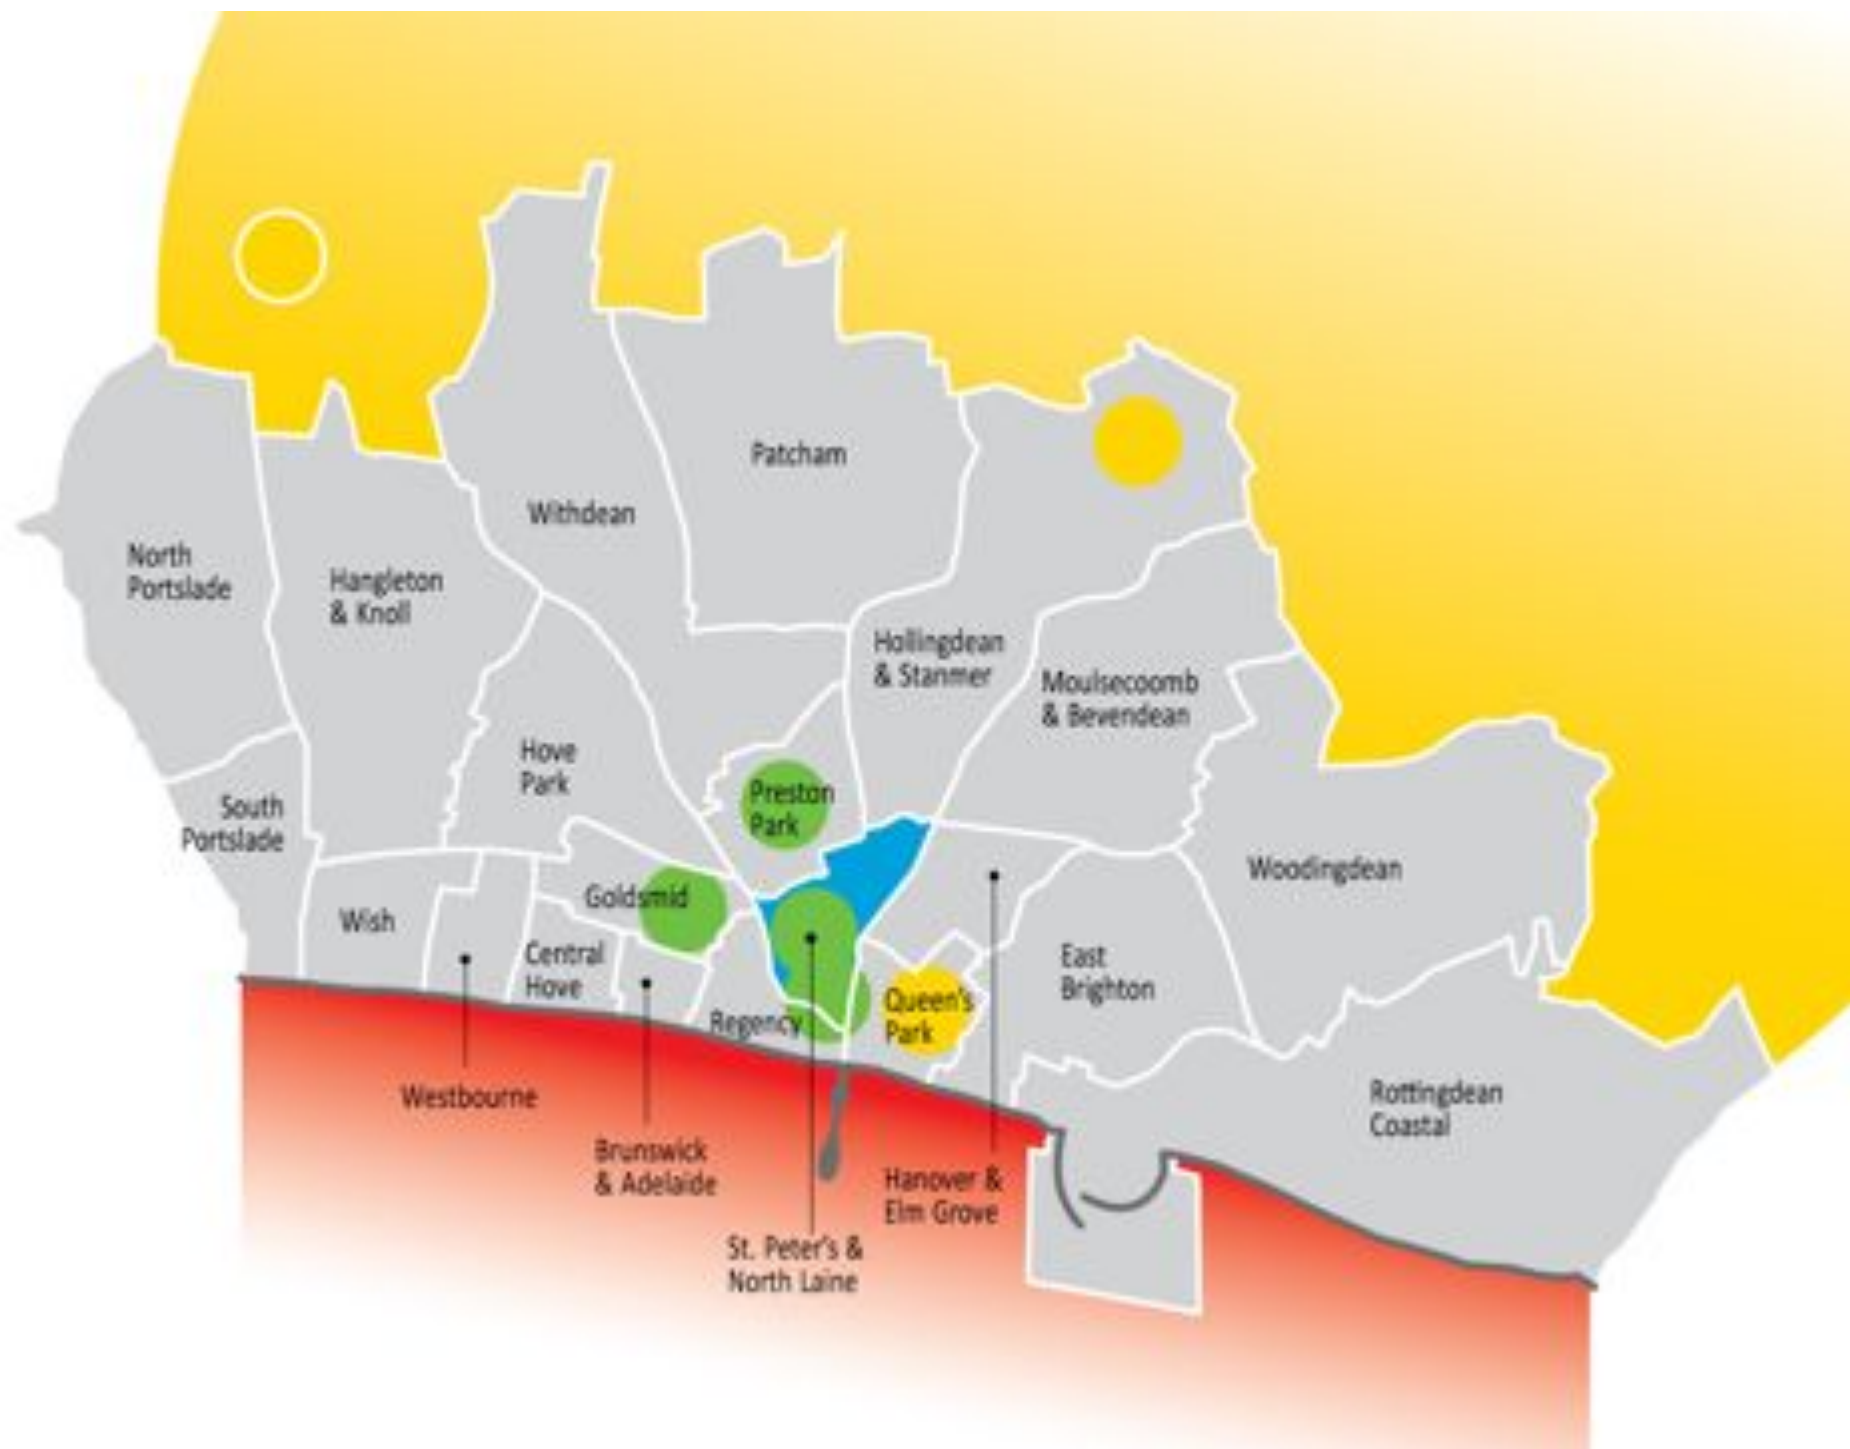 Patcham
Withdean
North
Portslade
Hangleton
& Knoll
Hollingdean
& Stanmer
Moulsecoomb
& Bevendean
Hove
Park
Preston
Park
South
Portslade
Woodingdean
Goldsmid
Wish
Central
Hove
East
Brighton
Queen's
Park
Regency
Westbourne
Rottingdean
Coastal
Brunswick
& Adelaide
Hanover &
Elm Grove
St. Peter's &
North Laine